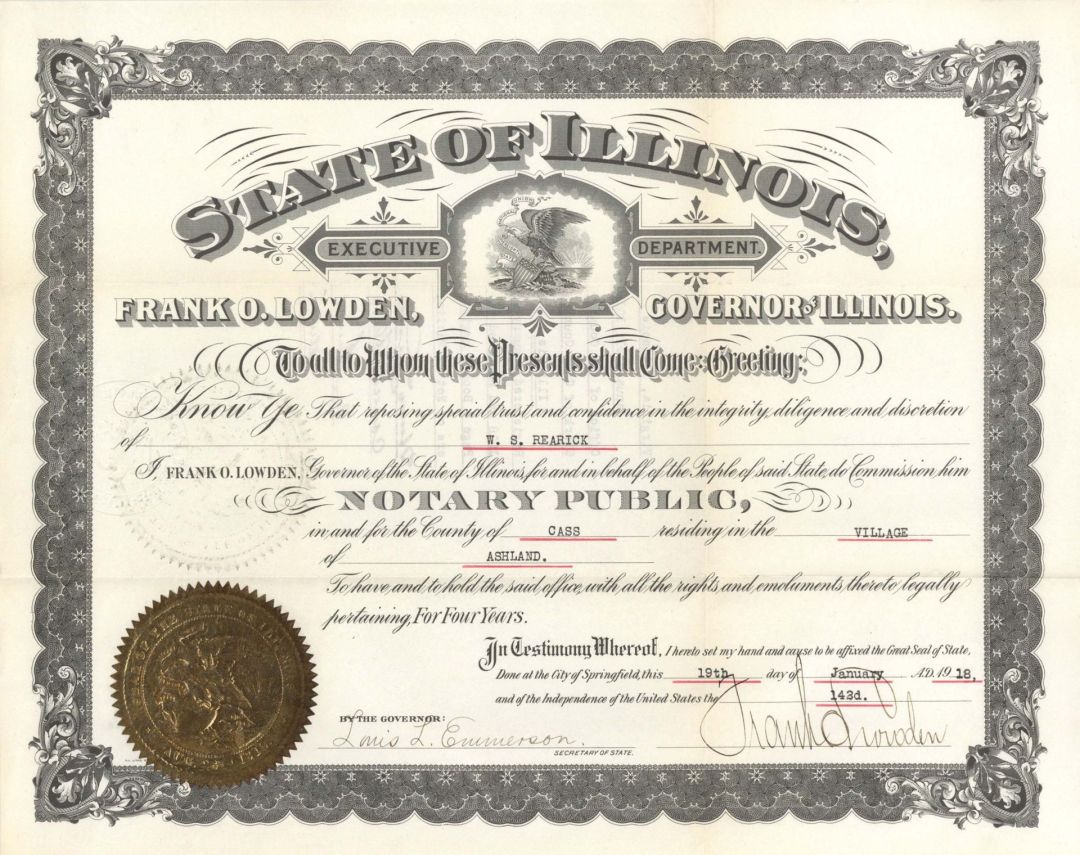 STATE OF ILLINOIS,
EXECUTIVE DEPARTMENT.
FRANK O. LOWDEN, GOVERNOR OF ILLINOIS.
To all to Whom these Presents shall Come: Greeting:
Know Ye That reposing special trust and confidence in the integrity, diligence and discretion
of W. S. REARICK
I, FRANK O. LOWDEN, Governor of the State of Illinois, for and in behalf of the People of said State, do Commission him
NOTARY PUBLIC,
in and for the County of CASS residing in the VILLAGE
of ASHLAND.
To have and to hold the said office, with all the rights and emoluments thereto legally
pertaining, For Four Years.
In Testimony Whereof, I hereto set my hand and cause to be affixed the Great Seal of State,
Done at the City of Springfield, this 19th day of January A.D. 19 18,
and of the Independence of the United States the 142d.
BY THE GOVERNOR:
Louis L. Emmerson. Frank O. Lowden
SECRETARY OF STATE.